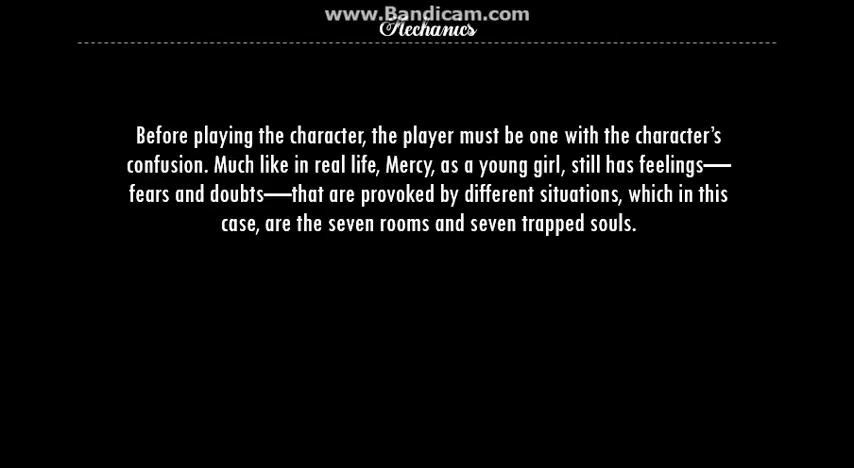 www.Bandicam.com
Mechanics
Before playing the character, the player must be one with the character's
confusion. Much like in real life, Mercy, as a young girl, still has feelings—
fears and doubts—that are provoked by different situations, which in this
case, are the seven rooms and seven trapped souls.